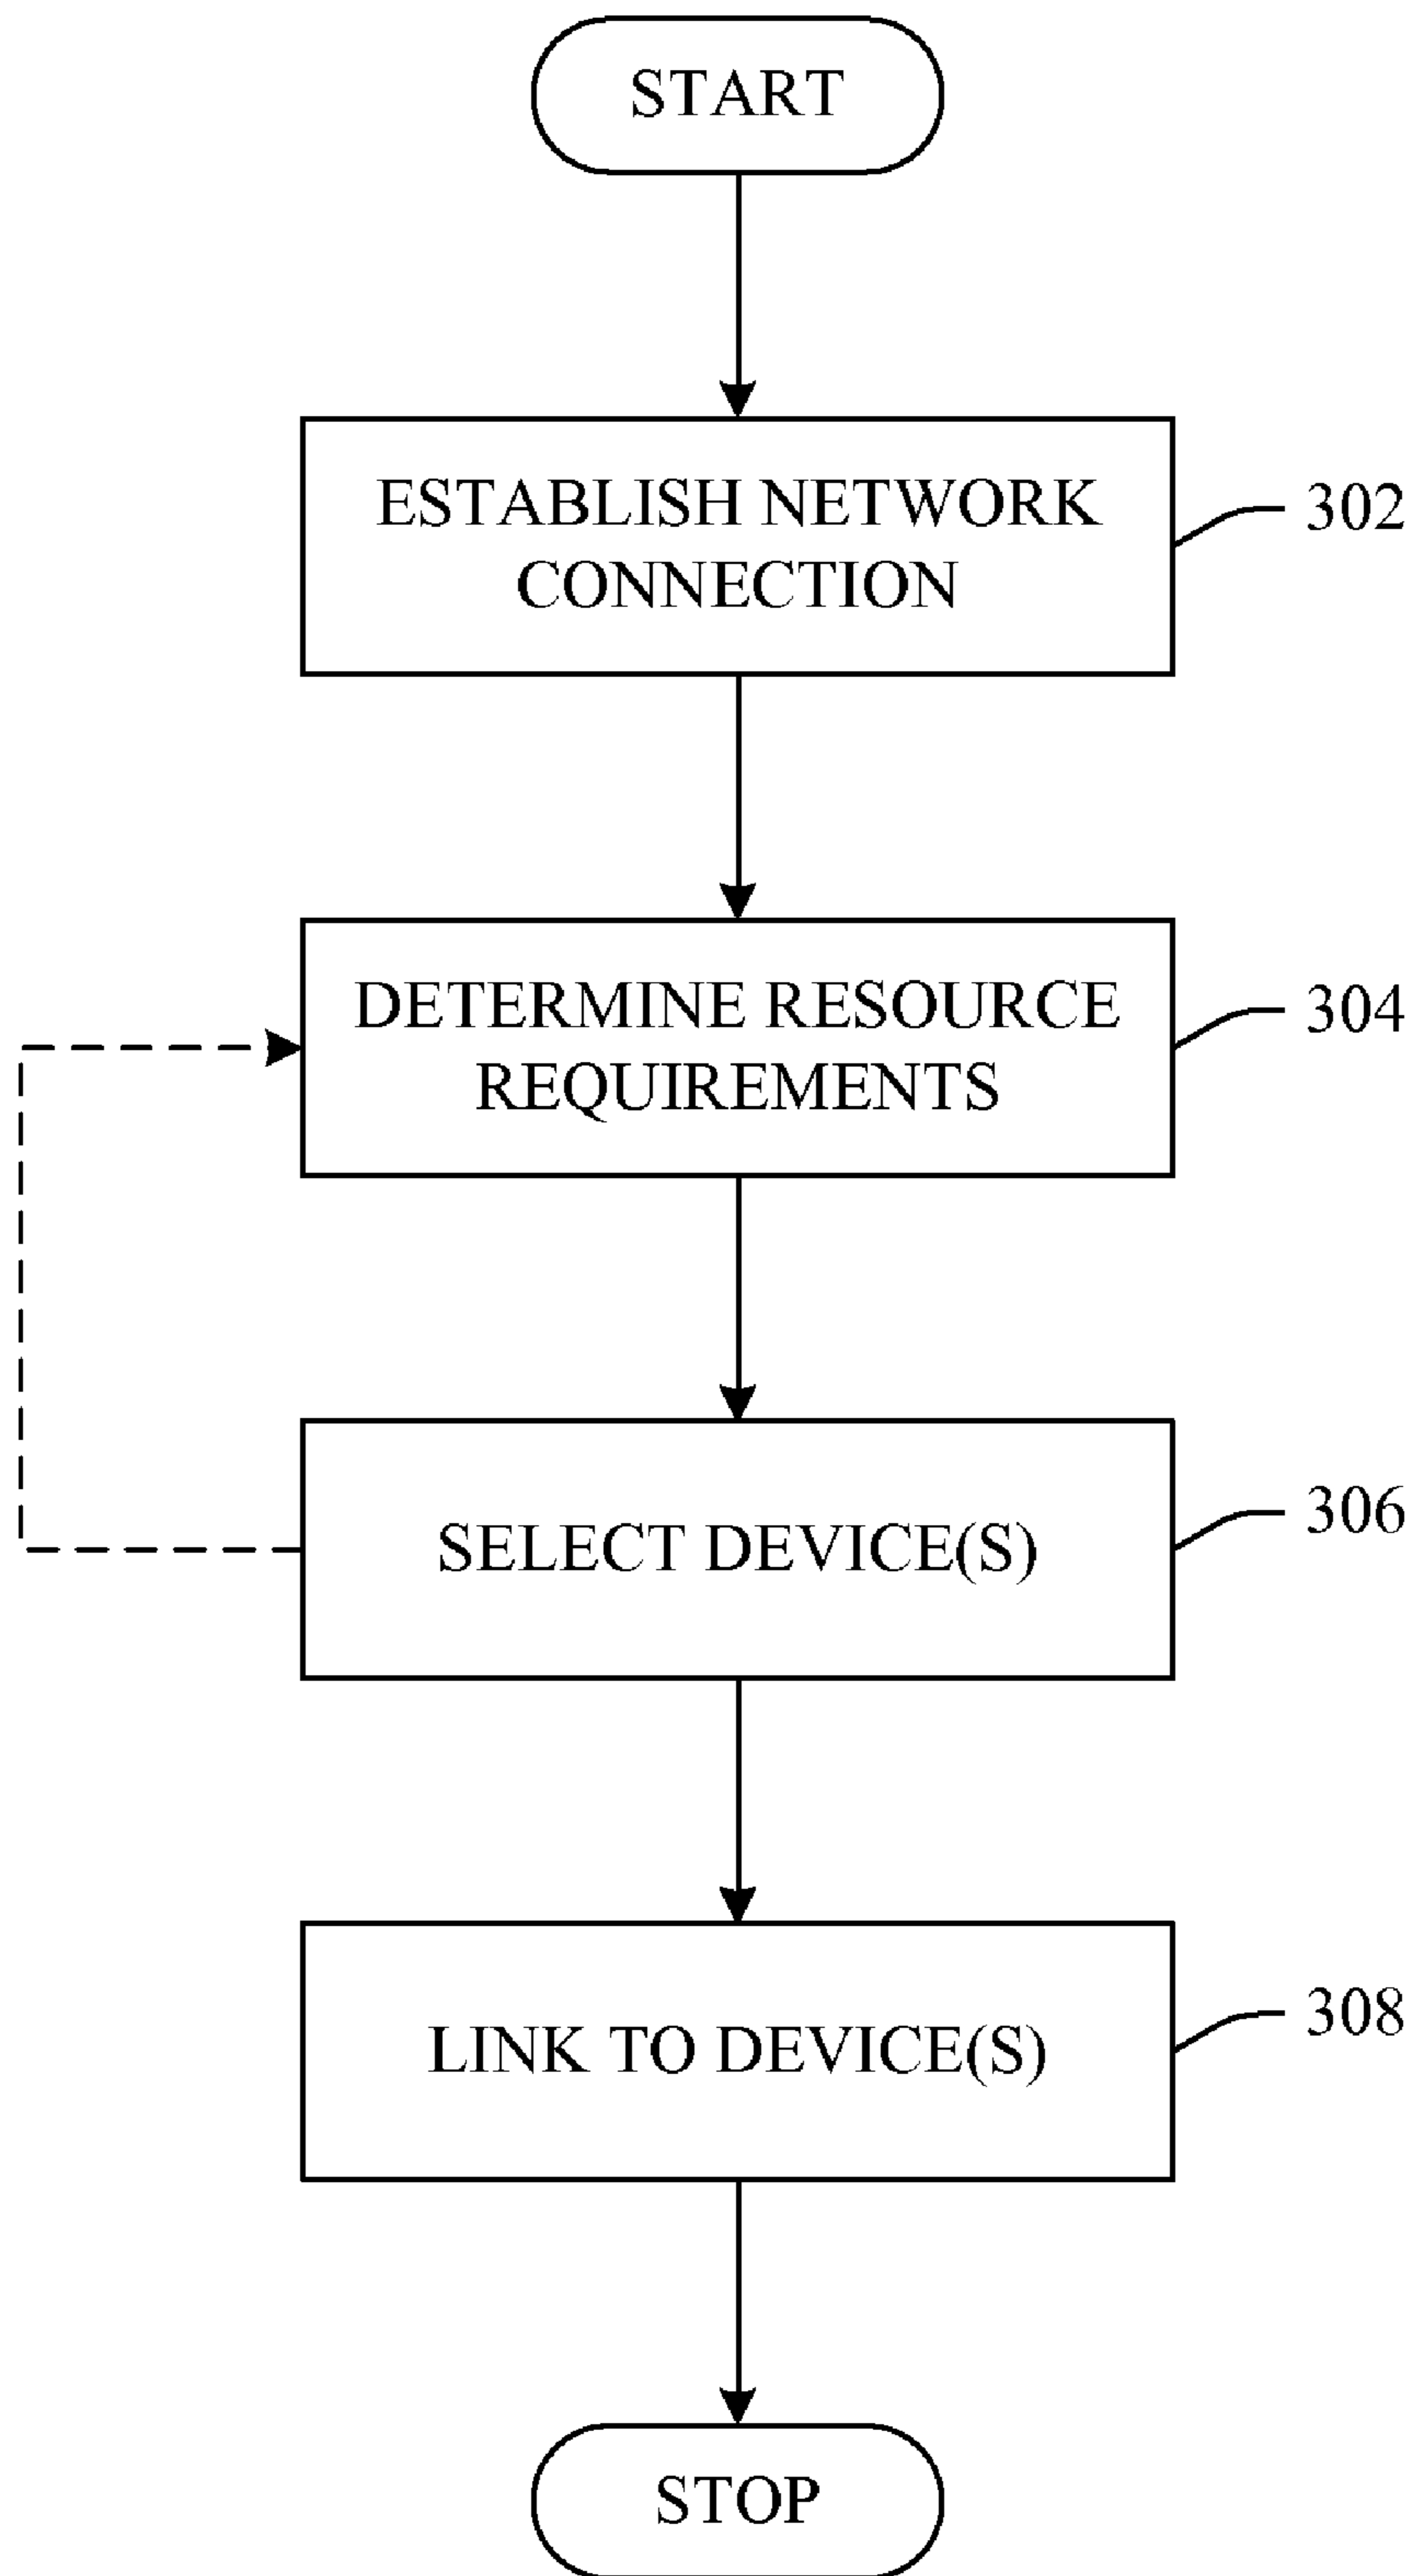 START
ESTABLISH NETWORK
CONNECTION
302
DETERMINE RESOURCE
REQUIREMENTS
304
SELECT DEVICE(S)
306
LINK TO DEVICE(S)
308
STOP